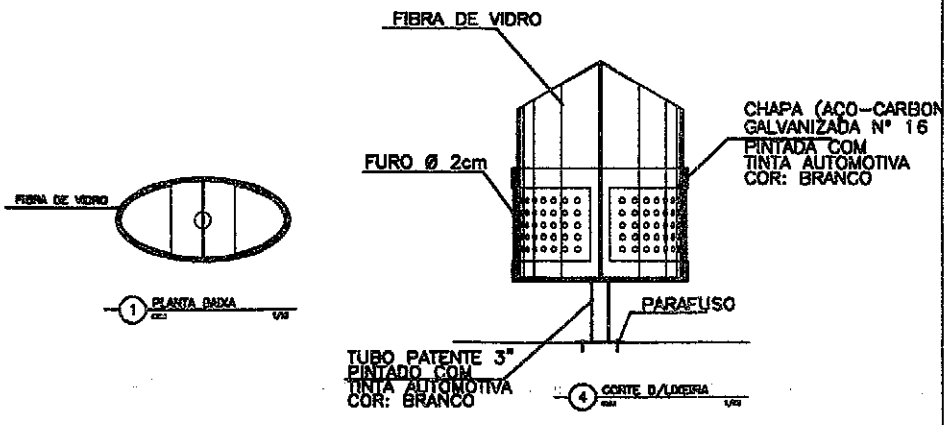 FIBRA DE VIDRO
CHAPA (AÇO-CARBON
GALVANIZADA N° 16
PINTADA COM
TINTA AUTOMOTIVA
COR: BRANCO
FURO Ø 2cm
FIBRA DE VIDRO
1 PLANTA BAIXA
PARAFUSO
TUBO PATENTE 3"
PINTADO COM
TINTA AUTOMOTIVA
COR: BRANCO
4 CORTE D/LIXEIRA